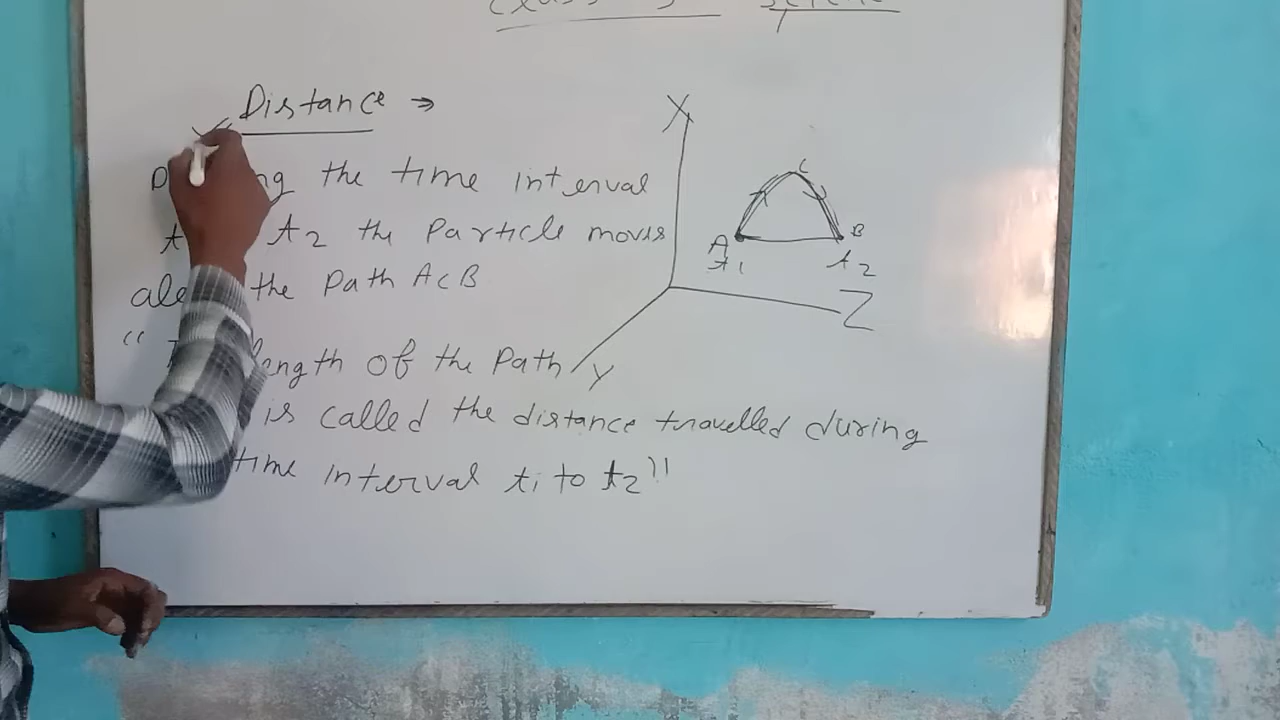 Distance →
the time interval
t2 the Particle moves
the Path ACB
" length of the Path
is called the distance travelled during
time interval t1 to t2"
X
C
A
B
t1
t2
Z
Y